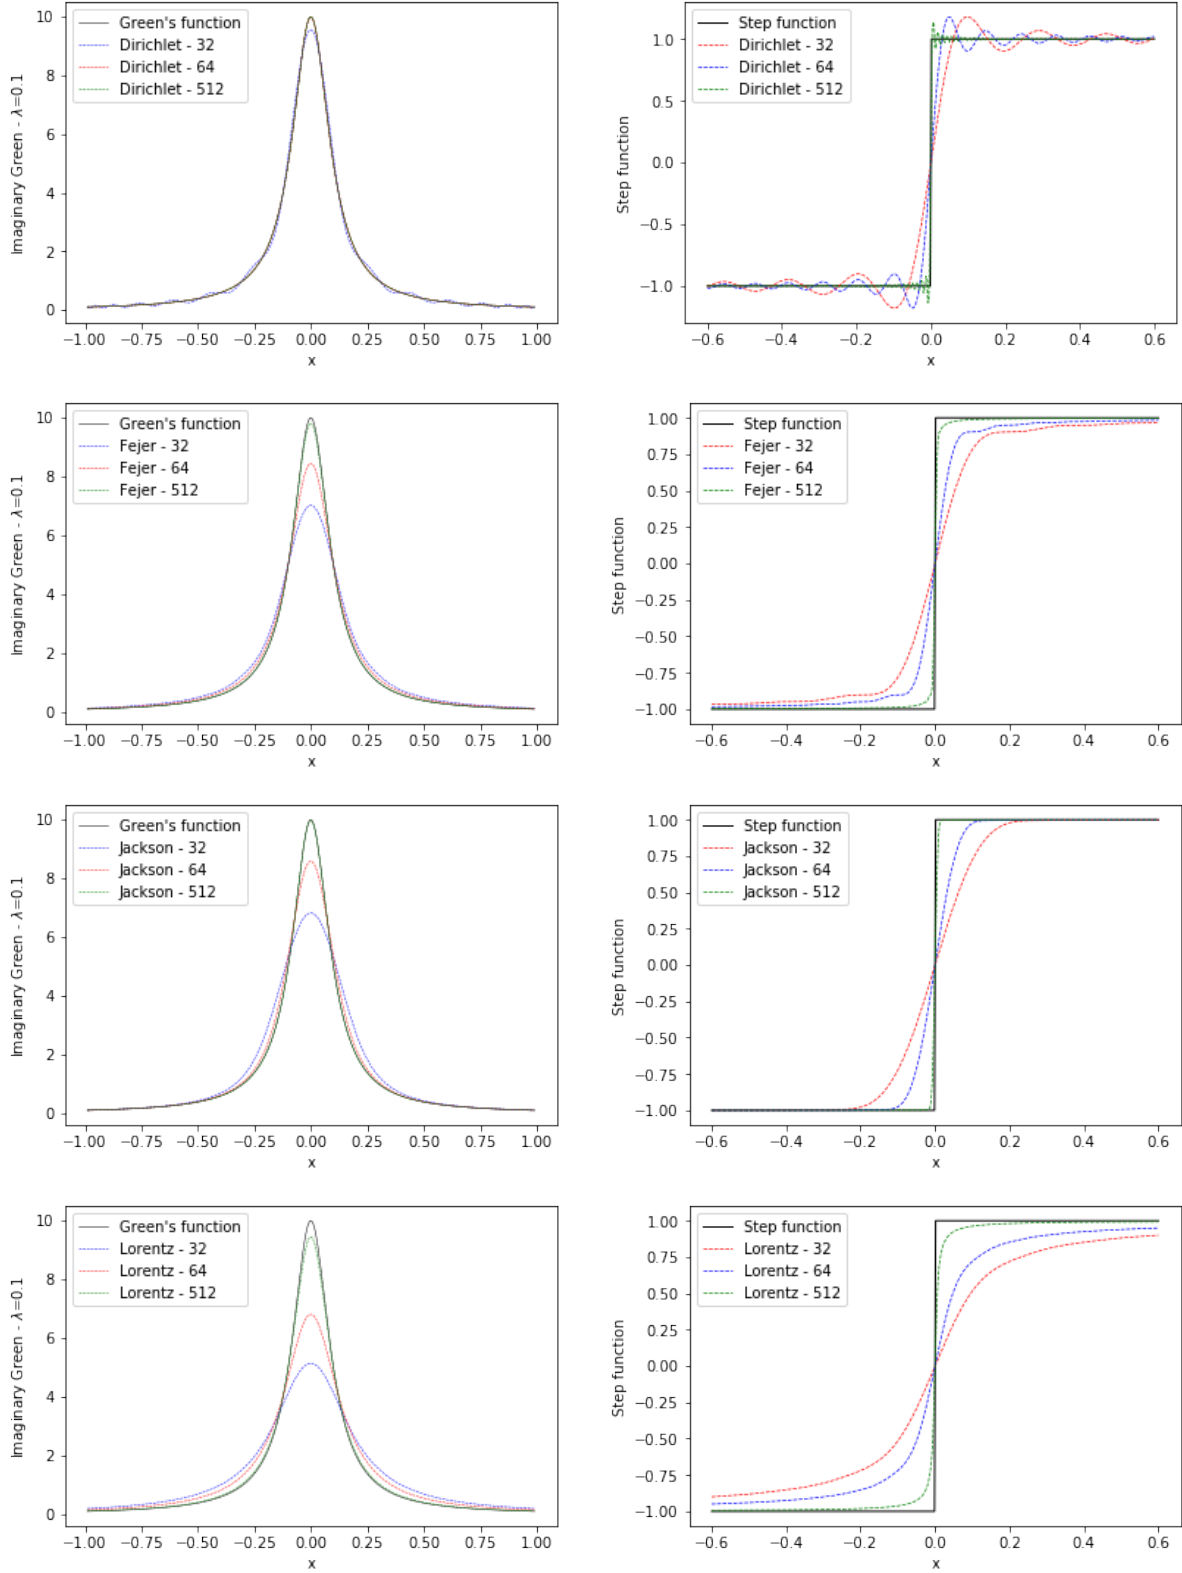 Imaginary Green - λ=0.1
10
8
6
4
2
0
Green's function
Dirichlet - 32
Dirichlet - 64
Dirichlet - 512
−1.00 −0.75 −0.50 −0.25 0.00 0.25 0.50 0.75 1.00
x
Step function
1.0
0.5
0.0
−0.5
−1.0
Step function
Dirichlet - 32
Dirichlet - 64
Dirichlet - 512
−0.6 −0.4 −0.2 0.0 0.2 0.4 0.6
x
Imaginary Green - λ=0.1
10
8
6
4
2
0
Green's function
Fejer - 32
Fejer - 64
Fejer - 512
−1.00 −0.75 −0.50 −0.25 0.00 0.25 0.50 0.75 1.00
x
Step function
1.00
0.75
0.50
0.25
0.00
−0.25
−0.50
−0.75
−1.00
Step function
Fejer - 32
Fejer - 64
Fejer - 512
−0.6 −0.4 −0.2 0.0 0.2 0.4 0.6
x
Imaginary Green - λ=0.1
10
8
6
4
2
0
Green's function
Jackson - 32
Jackson - 64
Jackson - 512
−1.00 −0.75 −0.50 −0.25 0.00 0.25 0.50 0.75 1.00
x
Step function
1.00
0.75
0.50
0.25
0.00
−0.25
−0.50
−0.75
−1.00
Step function
Jackson - 32
Jackson - 64
Jackson - 512
−0.6 −0.4 −0.2 0.0 0.2 0.4 0.6
x
Imaginary Green - λ=0.1
10
8
6
4
2
0
Green's function
Lorentz - 32
Lorentz - 64
Lorentz - 512
−1.00 −0.75 −0.50 −0.25 0.00 0.25 0.50 0.75 1.00
x
Step function
1.00
0.75
0.50
0.25
0.00
−0.25
−0.50
−0.75
−1.00
Step function
Lorentz - 32
Lorentz - 64
Lorentz - 512
−0.6 −0.4 −0.2 0.0 0.2 0.4 0.6
x